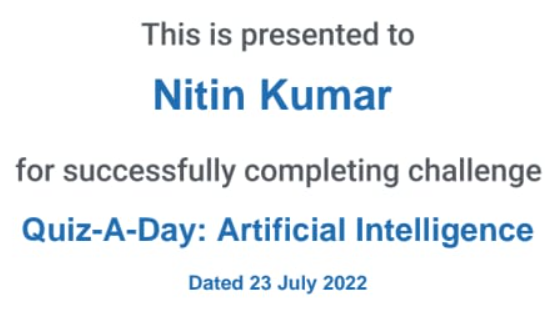 This is presented to
Nitin Kumar
for successfully completing challenge
Quiz-A-Day: Artificial Intelligence
Dated 23 July 2022